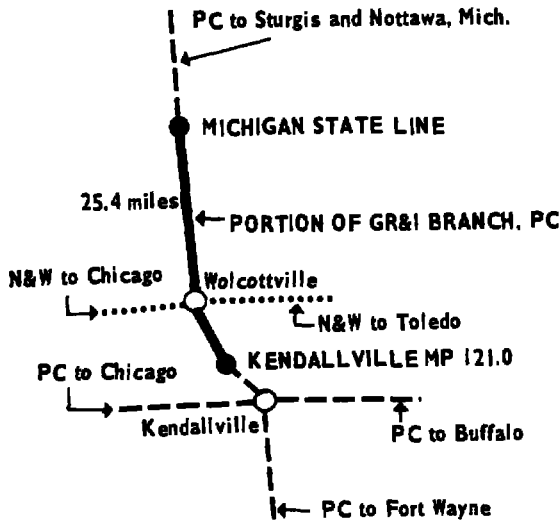 PC to Sturgis and Nottawa, Mich.
MICHIGAN STATE LINE
25.4 miles
PORTION OF GR&I BRANCH, PC
N&W to Chicago
Wolcottville
N&W to Toledo
KENDALLVILLE MP 121.0
PC to Chicago
Kendallville
PC to Buffalo
PC to Fort Wayne